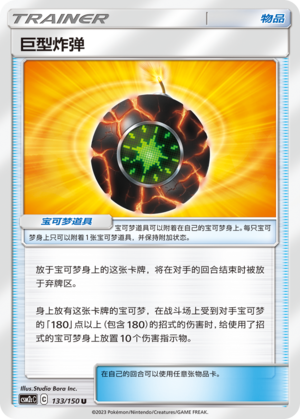 TRAINER
物品
巨型炸弹
宝可梦道具
宝可梦道具可以附着在自己的宝可梦身上。每只宝可
梦身上只可以附着1张宝可梦道具，并保持附加状态。
放于宝可梦身上的这张卡牌，将在对手的回合结束时被放
于弃牌区。
身上放有这张卡牌的宝可梦，在战斗场上受到对手宝可梦
的「180」点以上（包含180）的招式的伤害时，给使用了招
式的宝可梦身上放置10个伤害指示物。
在自己的回合可以使用任意张物品卡。
Illus.Studio Bora Inc.
CSM2c C 133/150 U
©2023 Pokémon/Nintendo/Creatures/GAME FREAK.